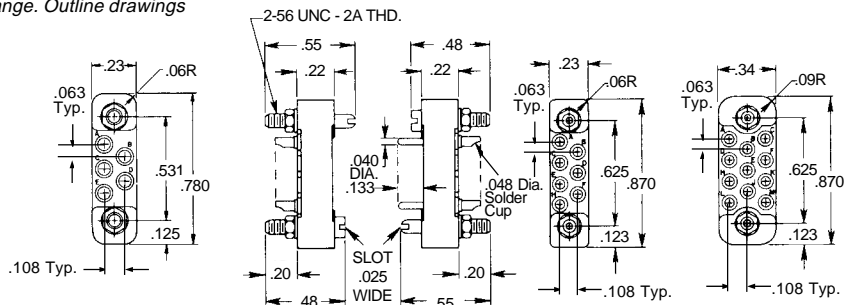 ange. Outline drawings
2-56 UNC - 2A THD.
.55
.48
.22
.22
.23
.06R
.063
Typ.
.531
.780
.125
.108 Typ.
.040
DIA.
.133
.048 Dia.
Solder
Cup
SLOT
.025
WIDE
.20
.20
.48
.55
.23
.06R
.063
Typ.
.625
.870
.123
.108 Typ.
.34
.09R
.063
Typ.
.625
.870
.123
.108 Typ.